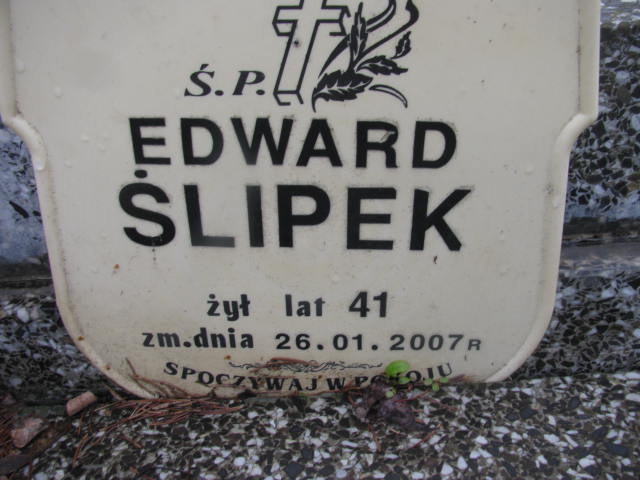 Ś.P.
EDWARD
ŚLIPEK
żył lat 41
zm.dnia 26.01.2007R
SPOCZYWAJ W POKOJU